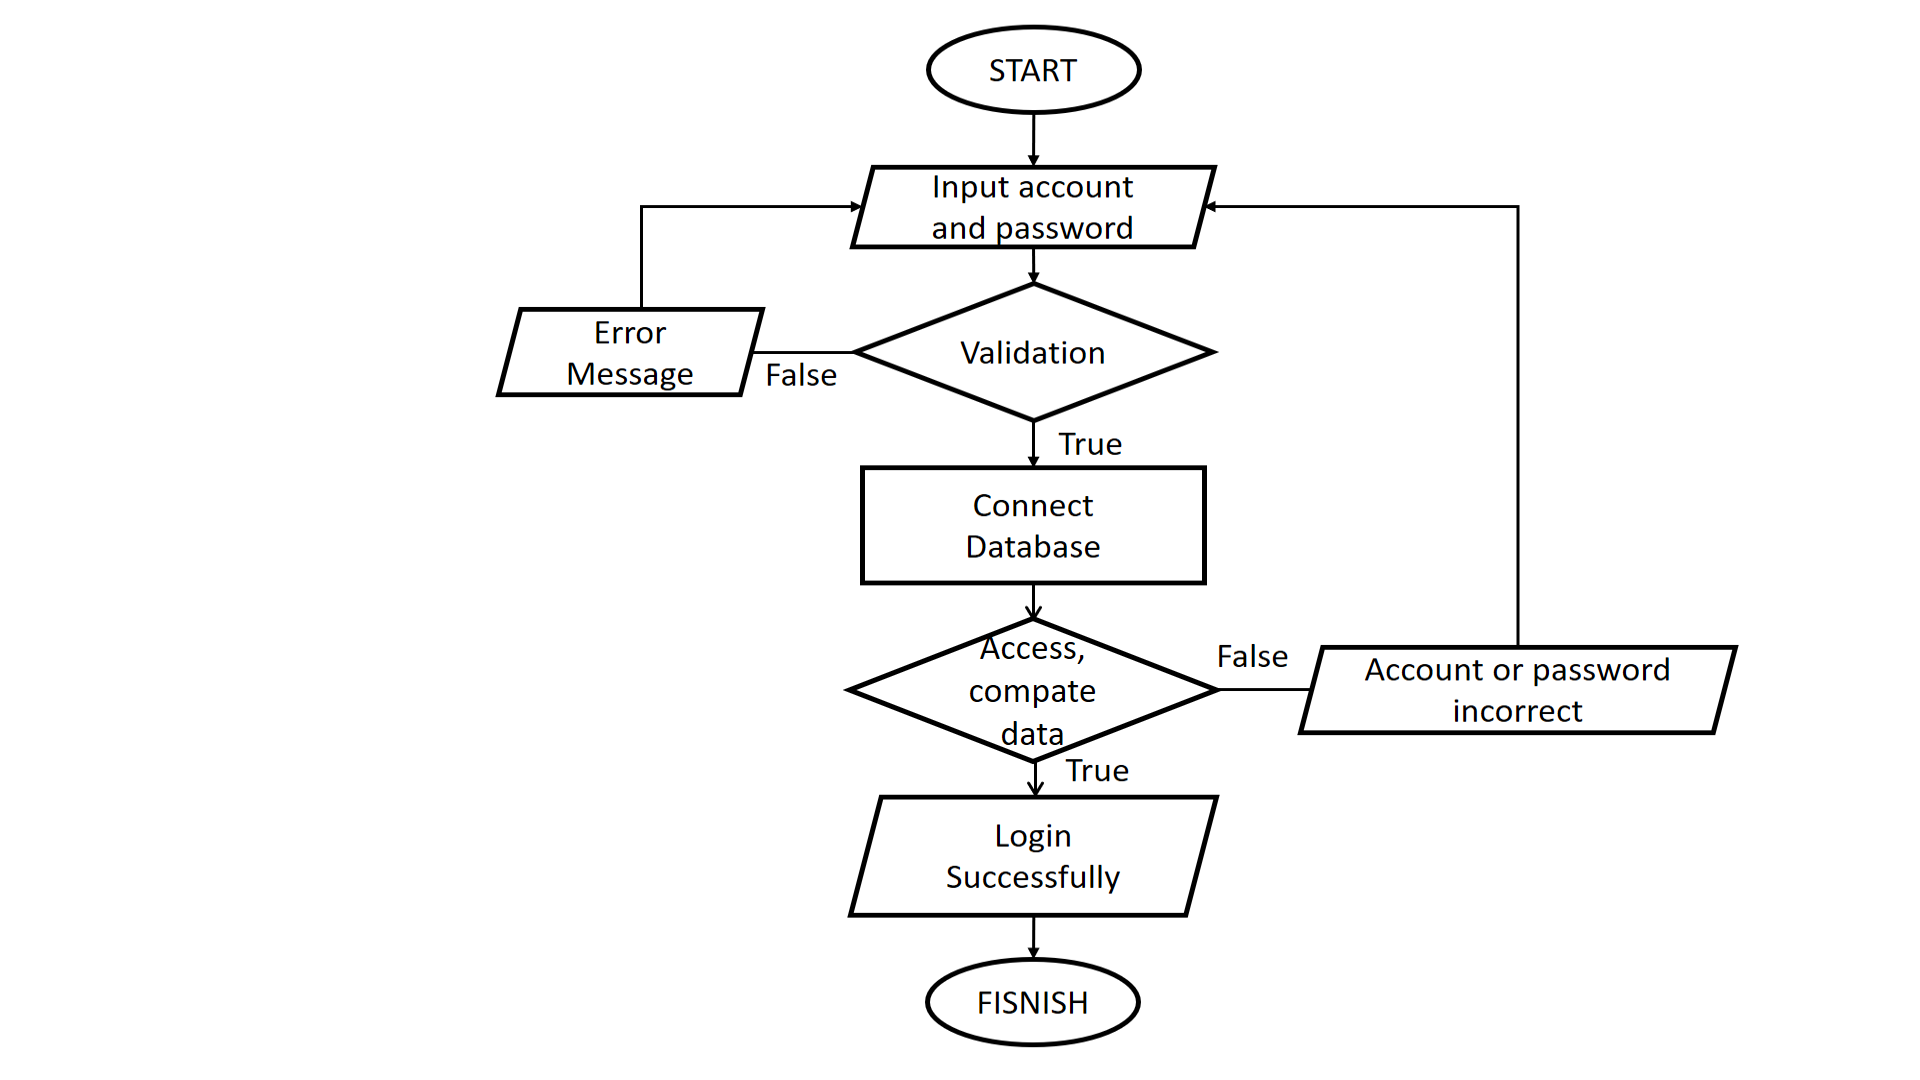 START
Input account
and password
Error
Message
False
Validation
True
Connect
Database
Access,
compate
data
False
Account or password
incorrect
True
Login
Successfully
FISNISH